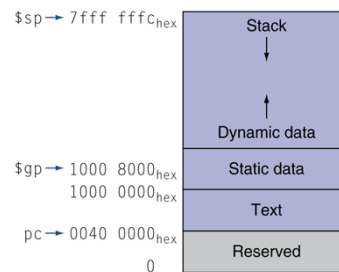 $sp → 7fff fffc hex
Stack
Dynamic data
$gp → 1000 8000 hex
Static data
1000 0000 hex
Text
pc → 0040 0000 hex
Reserved
0